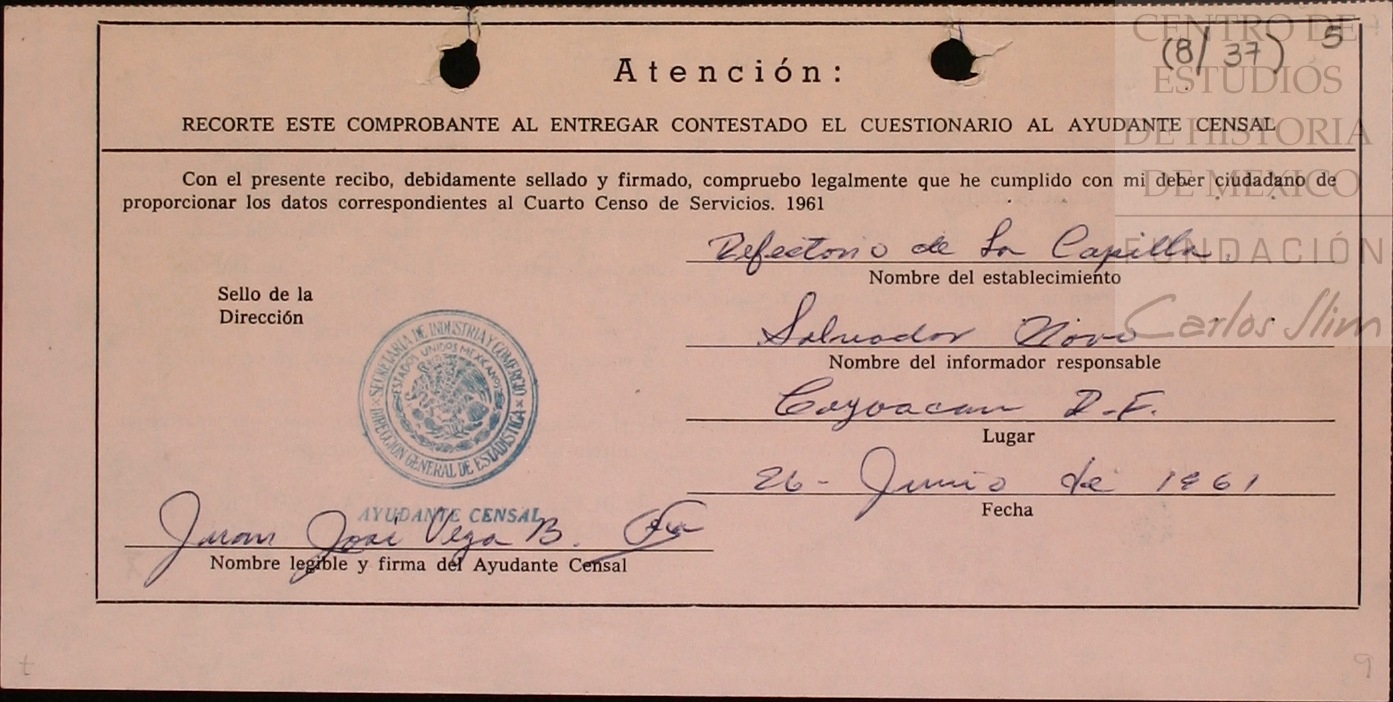 CENTRO DE
ESTUDIOS
DE HISTORIA
DE MÉXICO
FUNDACIÓN
Carlos Slim
(8/37) 5
Atención:
RECORTE ESTE COMPROBANTE AL ENTREGAR CONTESTADO EL CUESTIONARIO AL AYUDANTE CENSAL
Con el presente recibo, debidamente sellado y firmado, compruebo legalmente que he cumplido con mi deber ciudadano de
proporcionar los datos correspondientes al Cuarto Censo de Servicios. 1961
Refectorio de La Capilla.
Nombre del establecimiento
Sello de la
Dirección
Salvador Novo
Nombre del informador responsable
SECRETARIA DE INDUSTRIA Y COMERCIO
ESTADOS UNIDOS MEXICANOS
DIRECCION GENERAL DE ESTADISTICA
Coyoacan D.F.
Lugar
26 - Junio de 1961
Fecha
AYUDANTE CENSAL
José Vega B.
Nombre legible y firma del Ayudante Censal
9